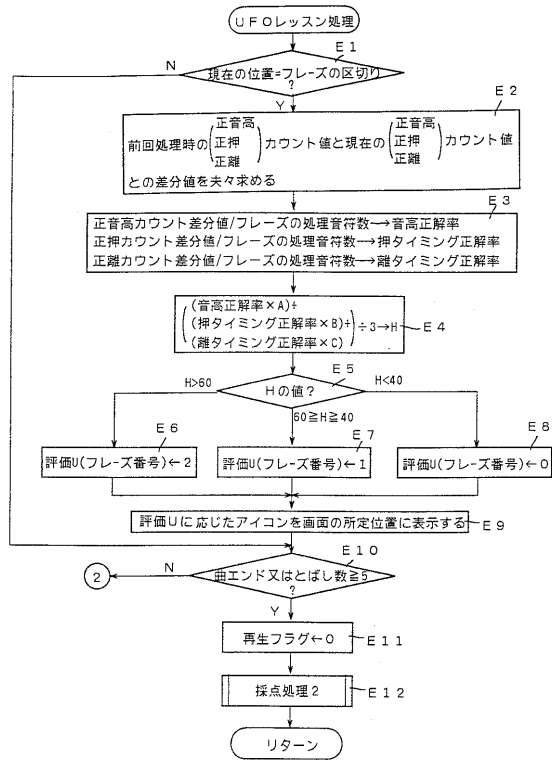 UFOレッスン処理
E1
N
現在の位置=フレーズの区切り
?
Y
E2
前回処理時の(正音高 正押 正離)カウント値と現在の(正音高 正押 正離)カウント値
との差分値を夫々求める
E3
正音高カウント差分値/フレーズの処理音符数→音高正解率
正押カウント差分値/フレーズの処理音符数→押タイミング正解率
正離カウント差分値/フレーズの処理音符数→離タイミング正解率
(音高正解率×A)+
(押タイミング正解率×B)+
(離タイミング正解率×C)
÷3→H
E4
E5
Hの値?
H>60
60≧H≧40
H<40
E6
評価U(フレーズ番号)←2
E7
評価U(フレーズ番号)←1
E8
評価U(フレーズ番号)←0
評価Uに応じたアイコンを画面の所定位置に表示する
E9
E10
曲エンド又はとばし数≧5
?
N
2
Y
再生フラグ←0
E11
採点処理2
E12
リターン